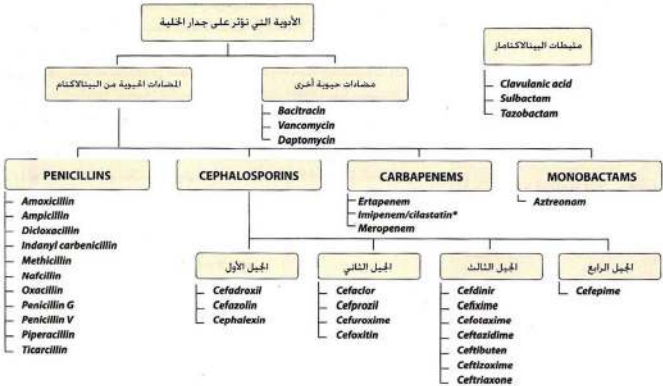 الأدوية التي تؤثر على جدار الخلية
مثبطات البيتالاكتاماز
المضادات الحيوية من البيتالاكتام
مضادات حيوية أخرى
Clavulanic acid
Sulbactam
Tazobactam
Bacitracin
Vancomycin
Daptomycin
PENICILLINS
CEPHALOSPORINS
CARBAPENEMS
MONOBACTAMS
Amoxicillin
Ampicillin
Dicloxacillin
Indanyl carbenicillin
Methicillin
Nafcillin
Oxacillin
Penicillin G
Penicillin V
Piperacillin
Ticarcillin
Ertapenem
Imipenem/cilastatin*
Meropenem
Aztreonam
الجيل الأول
الجيل الثاني
الجيل الثالث
الجيل الرابع
Cefadroxil
Cefazolin
Cephalexin
Cefaclor
Cefprozil
Cefuroxime
Cefoxitin
Cefdinir
Cefixime
Cefotaxime
Ceftazidime
Ceftibuten
Ceftizoxime
Ceftriaxone
Cefepime